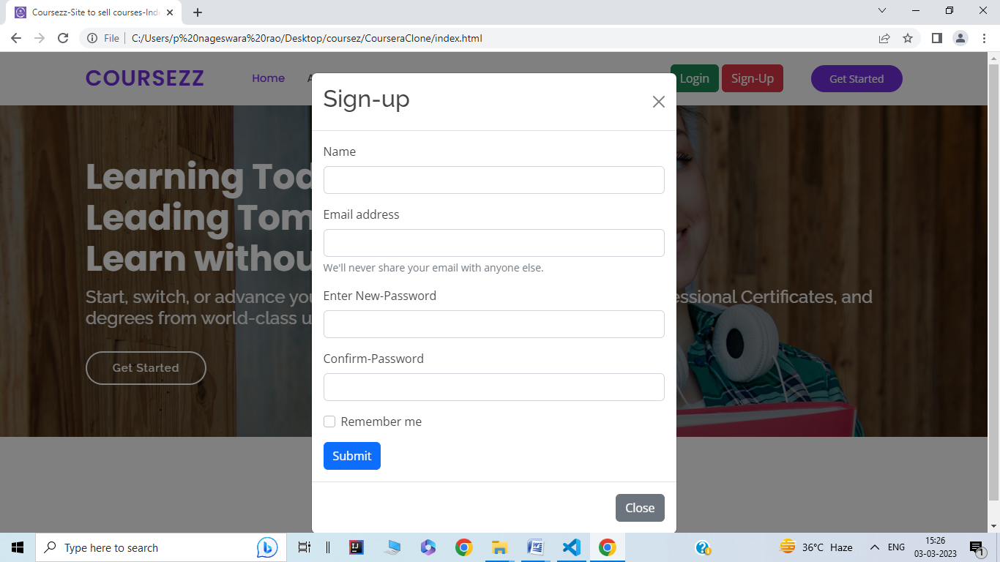 Coursezz-Site to sell courses-Inde
File
C:/Users/p%20nageswara%20rao/Desktop/coursez/CourseraClone/index.html
COURSEZZ
Home
Login
Sign-Up
Get Started
Sign-up
Name
Email address
We'll never share your email with anyone else.
Enter New-Password
Confirm-Password
Remember me
Submit
Close
Learning Tod
Leading Tom
Learn withou
Start, switch, or advance you
essional Certificates, and
degrees from world-class u
Get Started
Type here to search
36°C Haze
ENG
15:26
03-03-2023
1